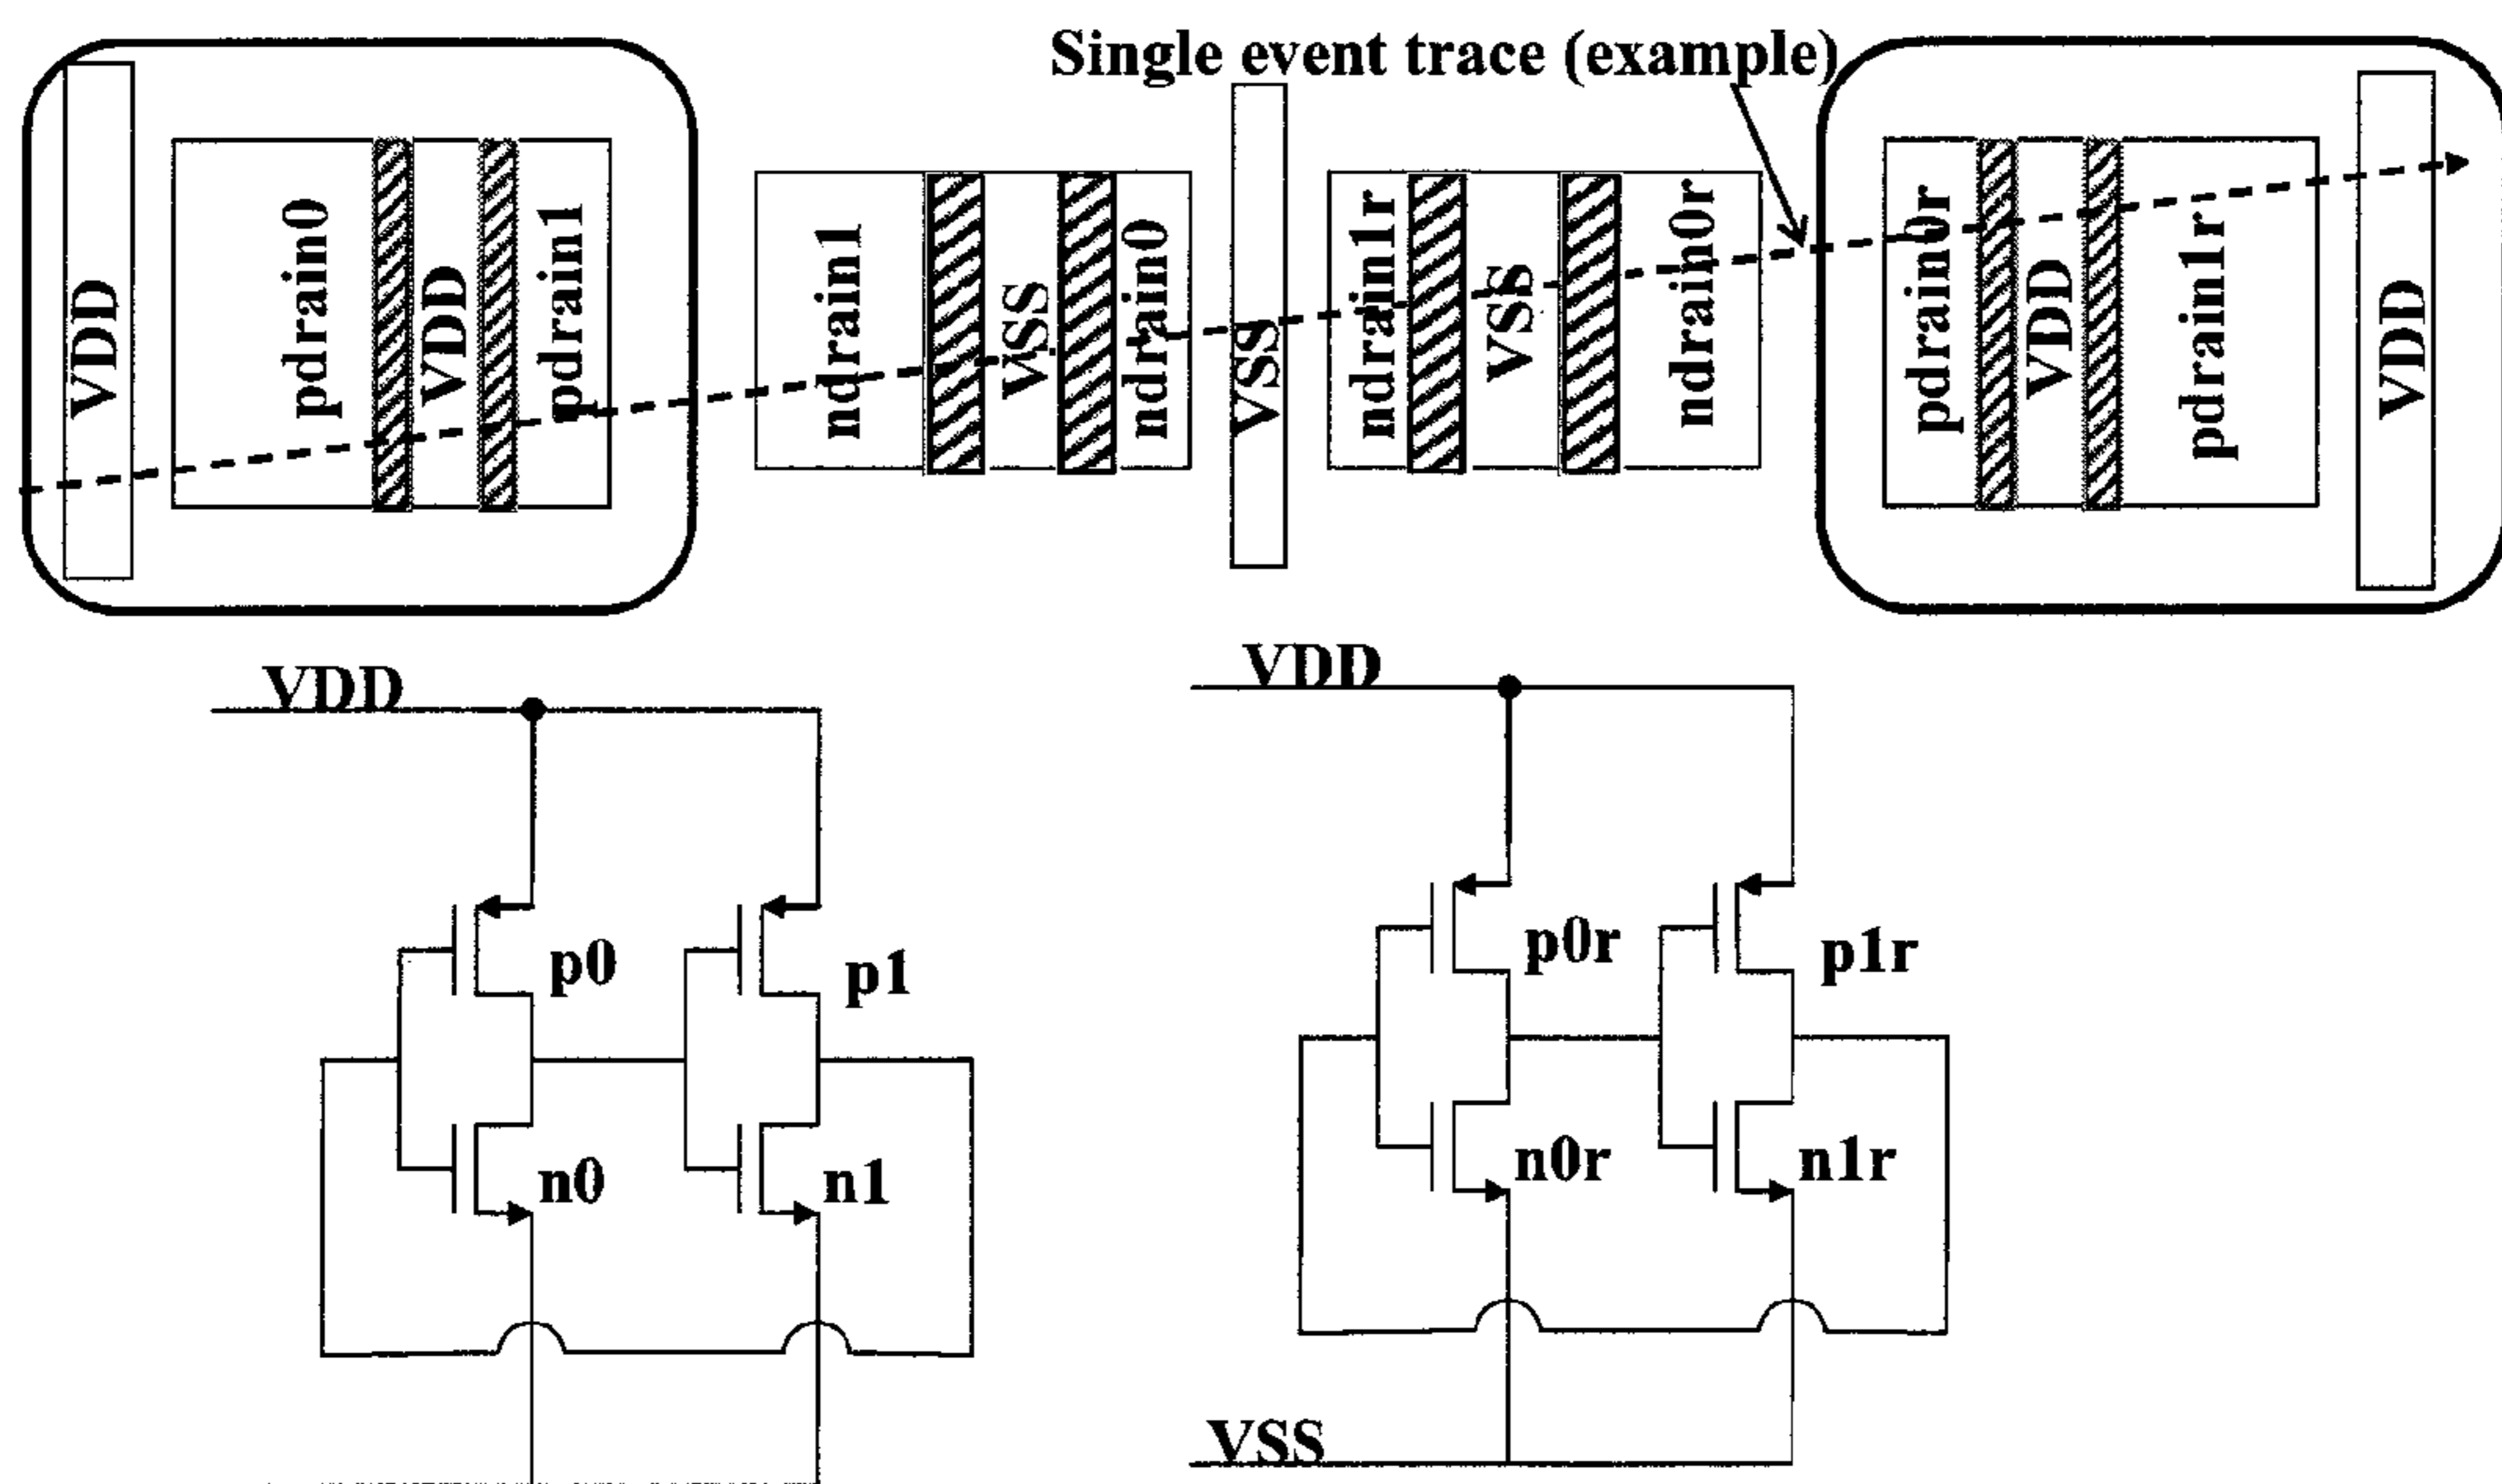 Single event trace (example)
VDD
pdrain0
VDD
pdrain1
ndrain1
VSS
ndrain0
VSS
ndrain1r
VSS
ndrain0r
pdrain0r
VDD
pdrain1r
VDD
VDD
p0
p1
n0
n1
VDD
p0r
p1r
n0r
n1r
VSS